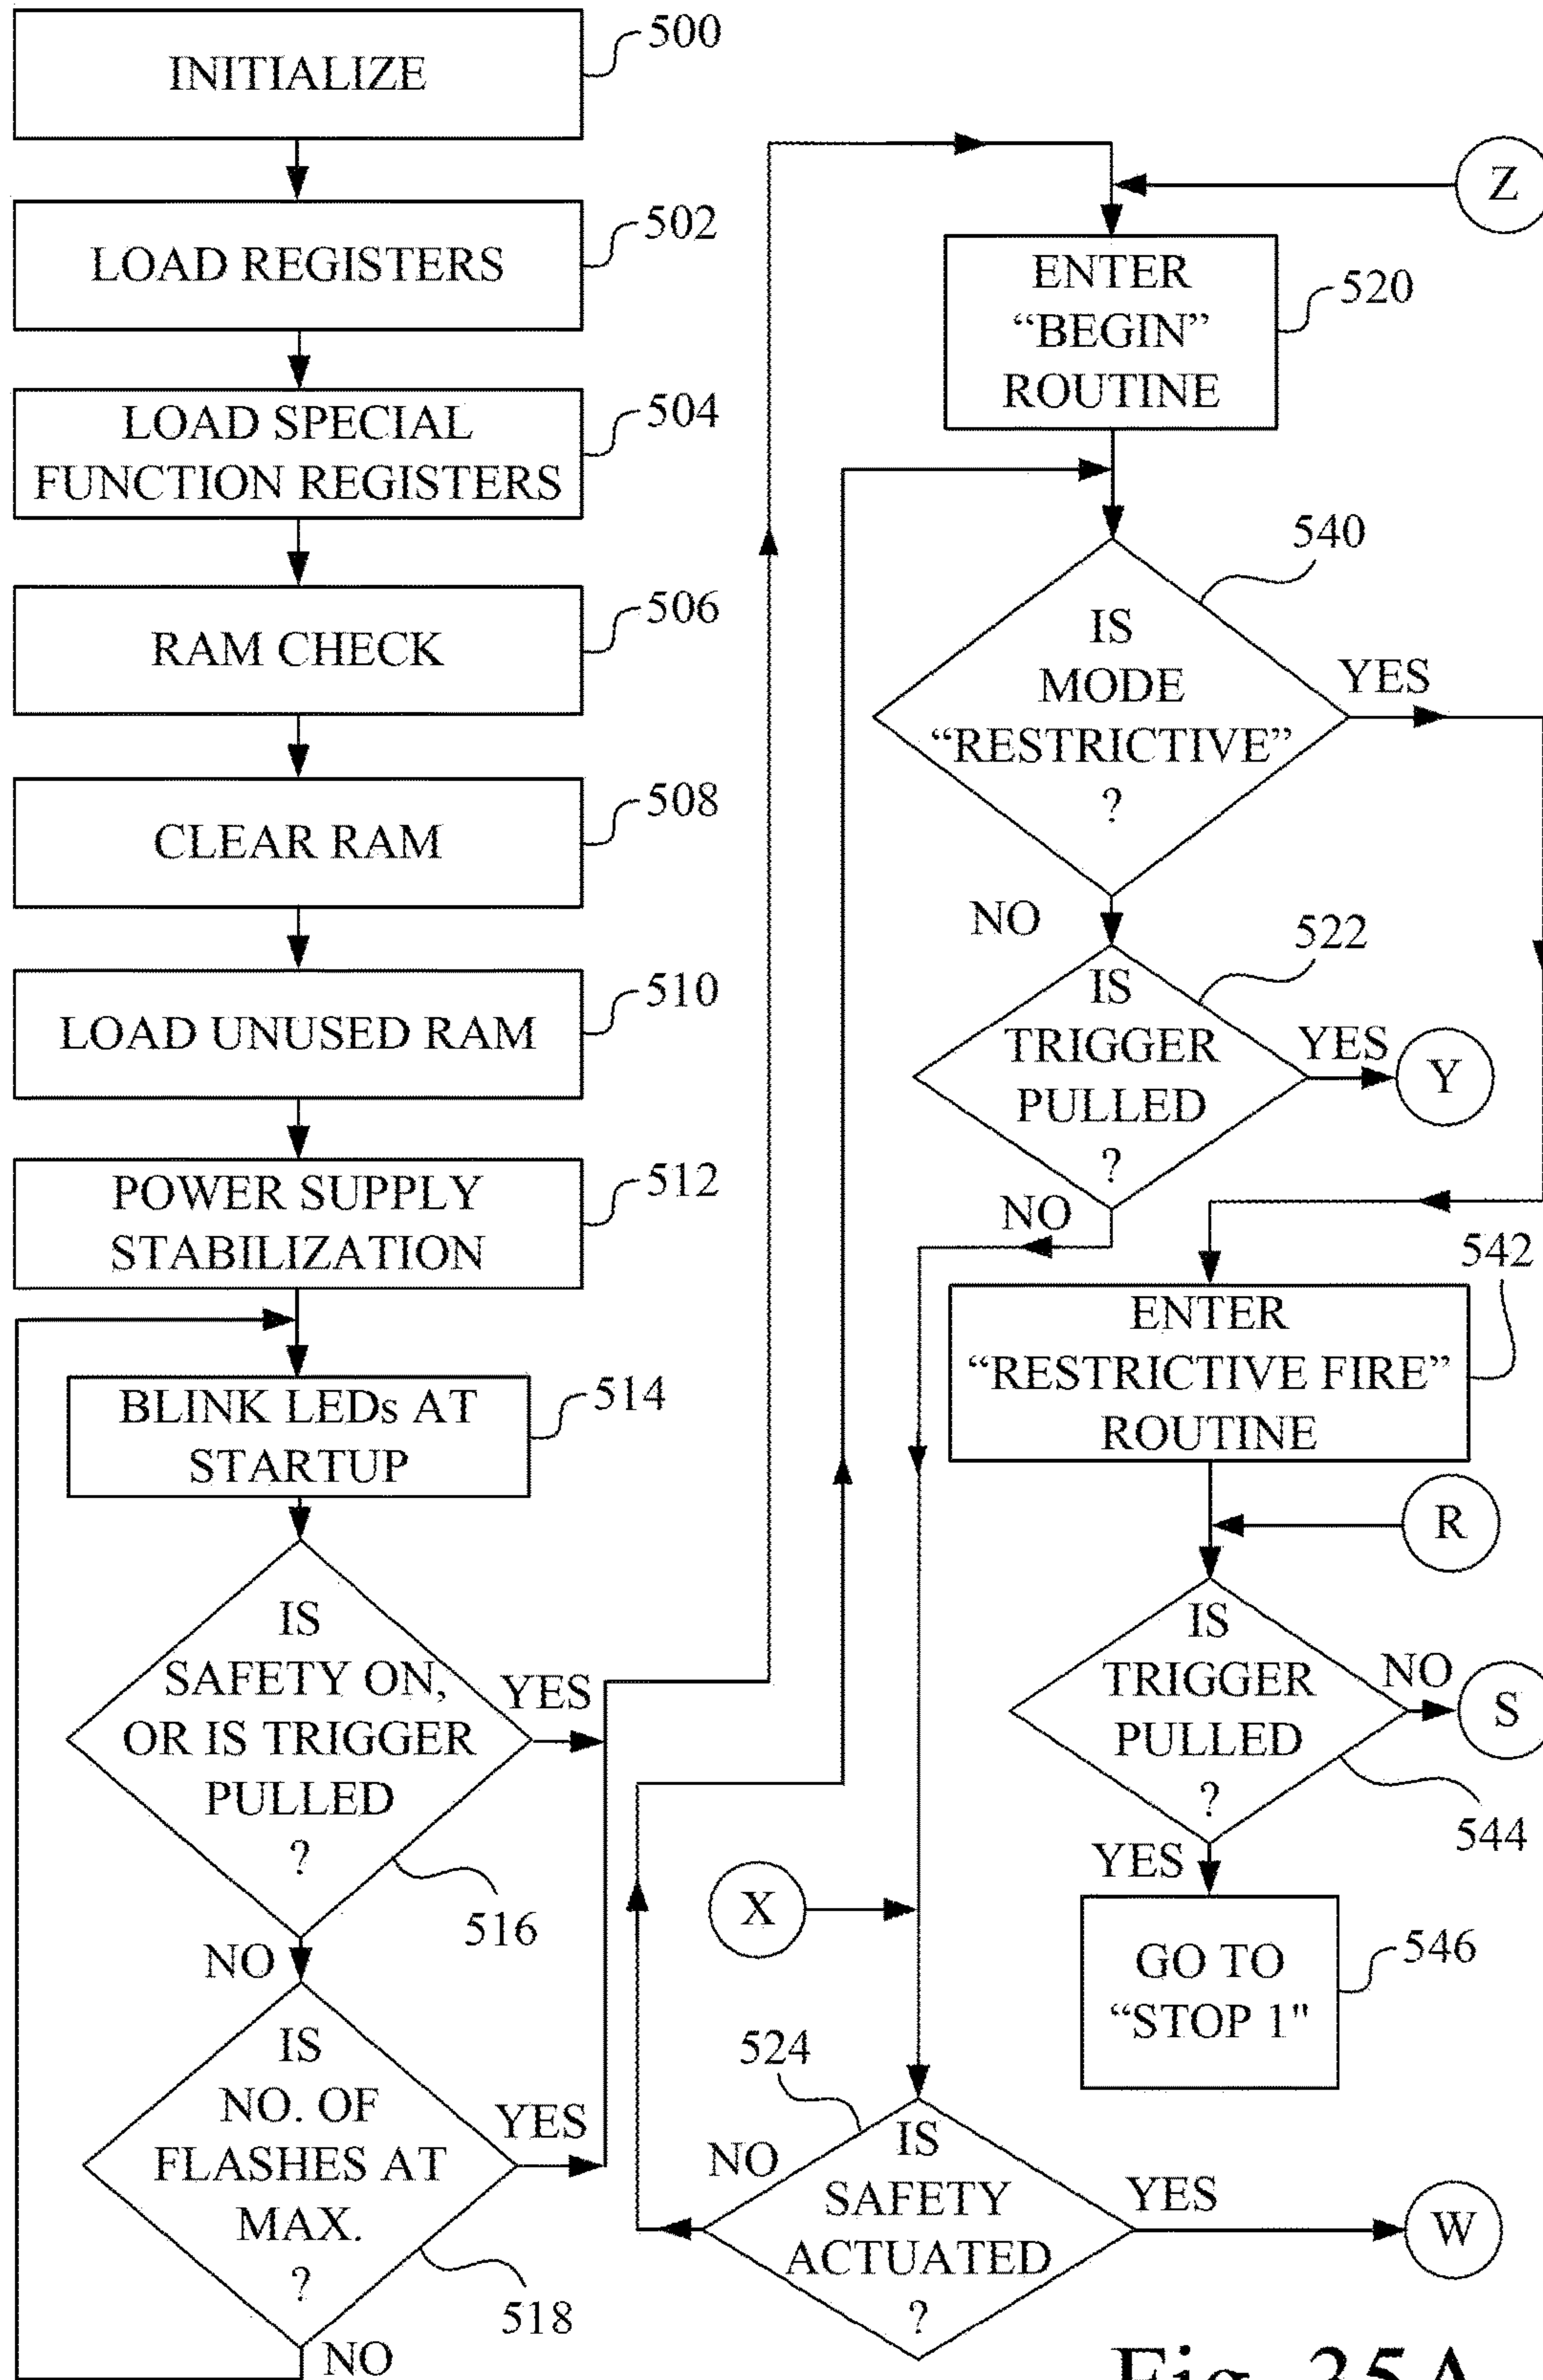 INITIALIZE
500
LOAD REGISTERS
502
LOAD SPECIAL
FUNCTION REGISTERS
504
RAM CHECK
506
CLEAR RAM
508
LOAD UNUSED RAM
510
POWER SUPPLY
STABILIZATION
512
BLINK LEDs AT
STARTUP
514
IS
SAFETY ON,
OR IS TRIGGER
PULLED
?
YES
516
NO
IS
NO. OF
FLASHES AT
MAX.
?
YES
518
NO
Z
ENTER
“BEGIN”
ROUTINE
520
540
IS
MODE
“RESTRICTIVE”
?
YES
NO
522
IS
TRIGGER
PULLED
?
YES
Y
NO
542
ENTER
“RESTRICTIVE FIRE”
ROUTINE
R
IS
TRIGGER
PULLED
?
NO
S
544
YES
GO TO
“STOP 1"
546
X
524
IS
SAFETY
ACTUATED
?
NO
YES
W
Fig. 35A